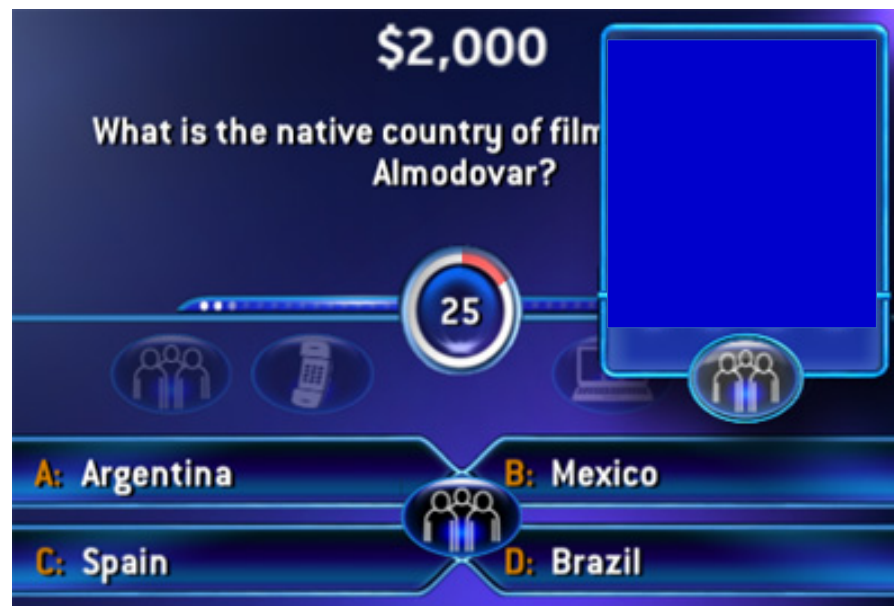 $2,000
What is the native country of film
Almodovar?
25
A: Argentina
B: Mexico
C: Spain
D: Brazil